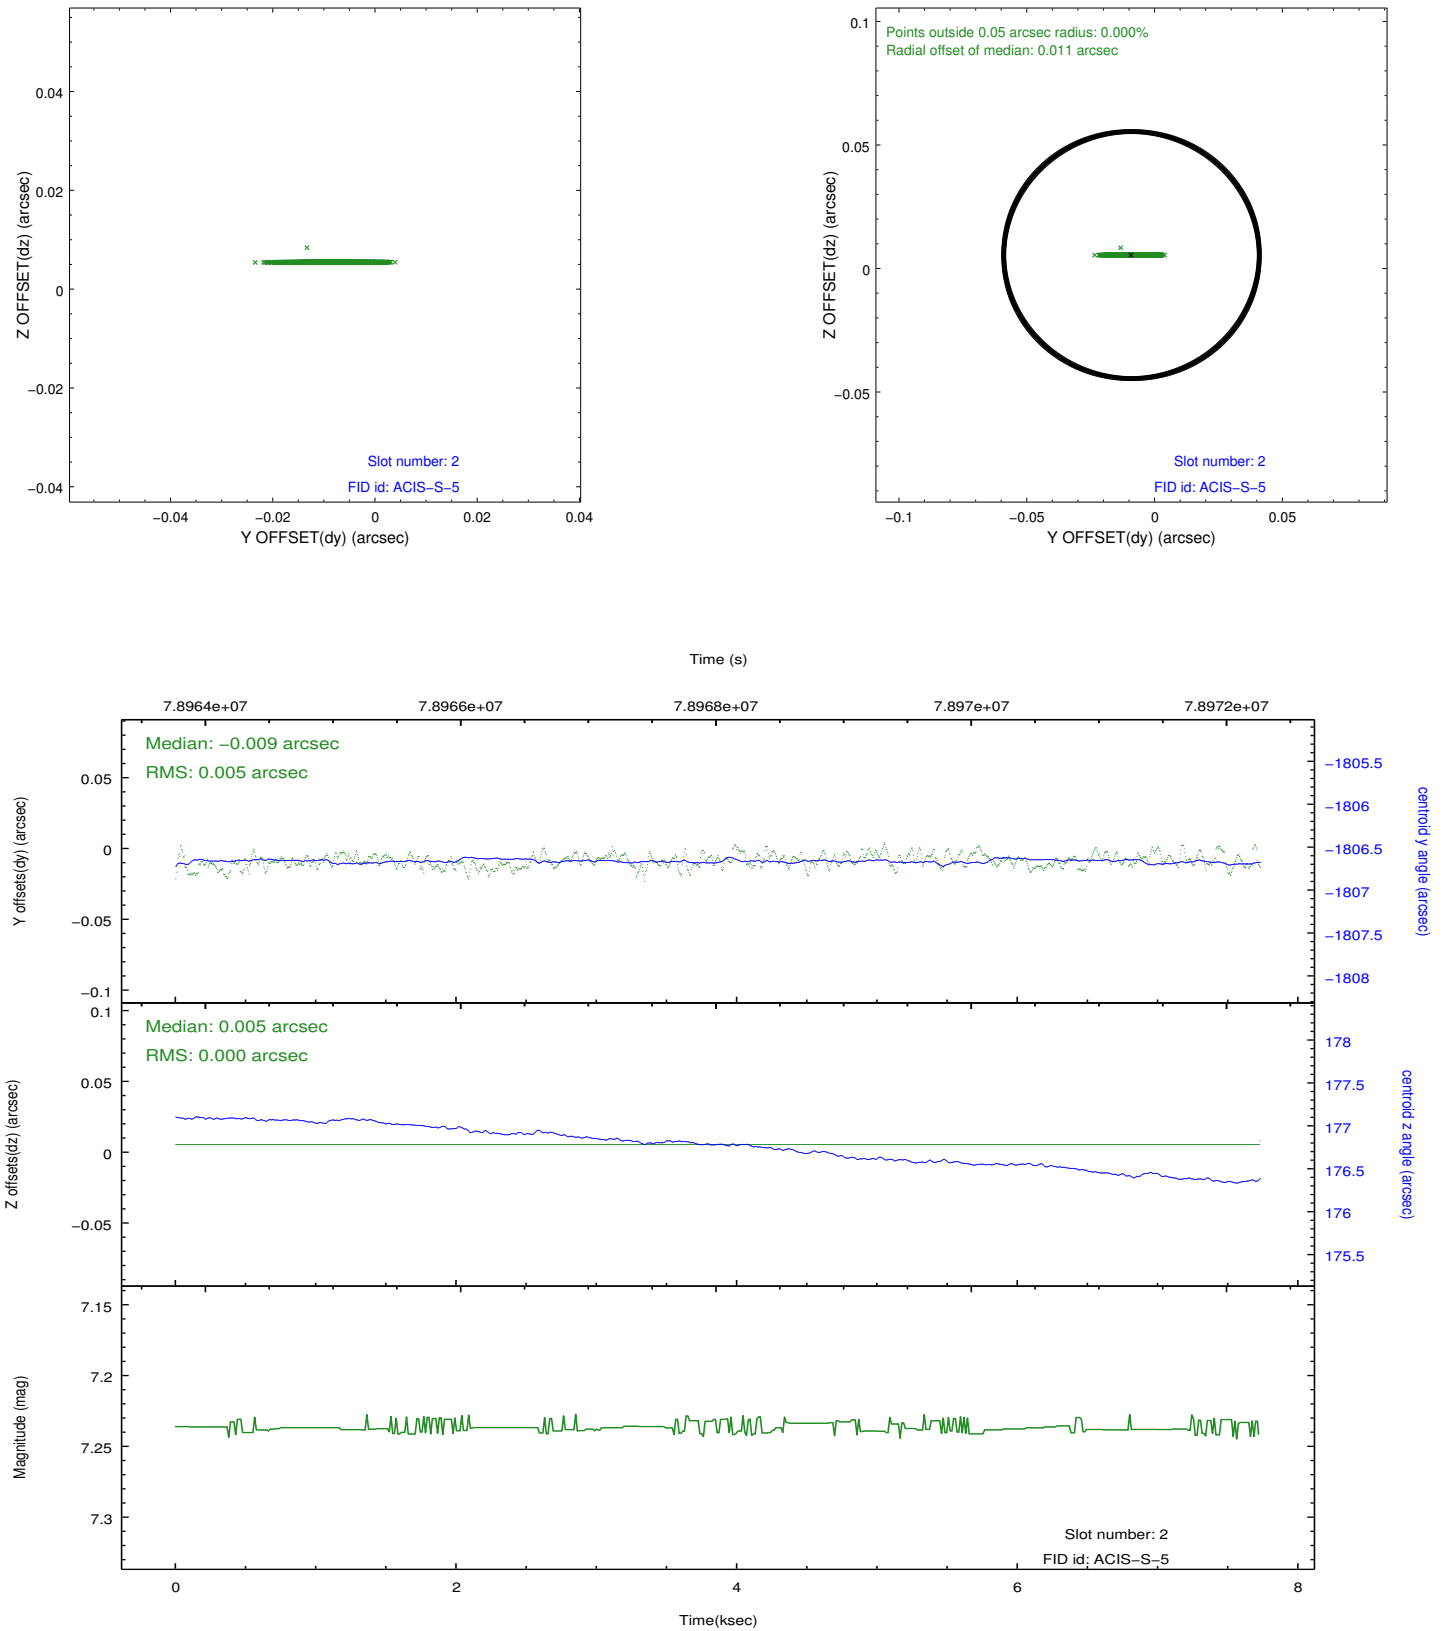 0.04
0.02
0
−0.02
−0.04
Z OFFSET(dz) (arcsec)
Slot number: 2
FID id: ACIS−S−5
−0.04
−0.02
0
0.02
0.04
Y OFFSET(dy) (arcsec)
Points outside 0.05 arcsec radius: 0.000%
Radial offset of median: 0.011 arcsec
0.1
0.05
0
−0.05
Z OFFSET(dz) (arcsec)
Slot number: 2
FID id: ACIS−S−5
−0.1
−0.05
0
0.05
Y OFFSET(dy) (arcsec)
Time (s)
7.8964e+07
7.8966e+07
7.8968e+07
7.897e+07
7.8972e+07
Median: −0.009 arcsec
RMS: 0.005 arcsec
0.05
0
−0.05
−0.1
Y offsets(dy) (arcsec)
−1805.5
−1806
−1806.5
−1807
−1807.5
−1808
centroid y angle (arcsec)
Median: 0.005 arcsec
RMS: 0.000 arcsec
0.1
0.05
0
−0.05
Z offsets(dz) (arcsec)
178
177.5
177
176.5
176
175.5
centroid z angle (arcsec)
7.15
7.2
7.25
7.3
Magnitude (mag)
Slot number: 2
FID id: ACIS−S−5
0
2
4
6
8
Time(ksec)